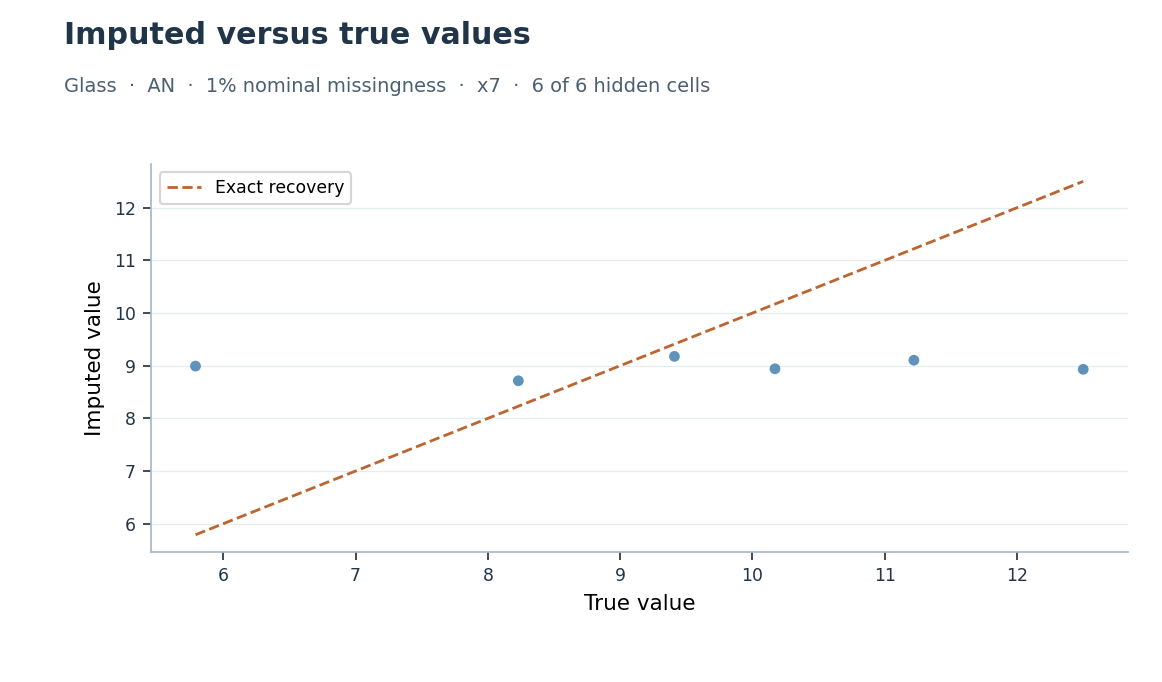 Imputed versus true values
Glass · AN · 1% nominal missingness · x7 · 6 of 6 hidden cells
Exact recovery
12
11
10
9
8
7
6
Imputed value
6 7 8 9 10 11 12
True value